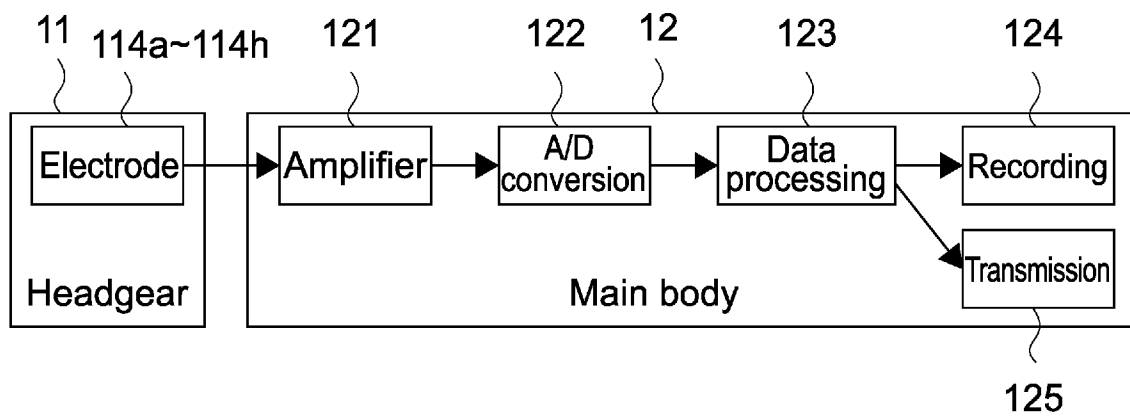 11
114a~114h
121
122
12
123
124
Electrode
Amplifier
A/D
conversion
Data
processing
Recording
Transmission
Headgear
Main body
125